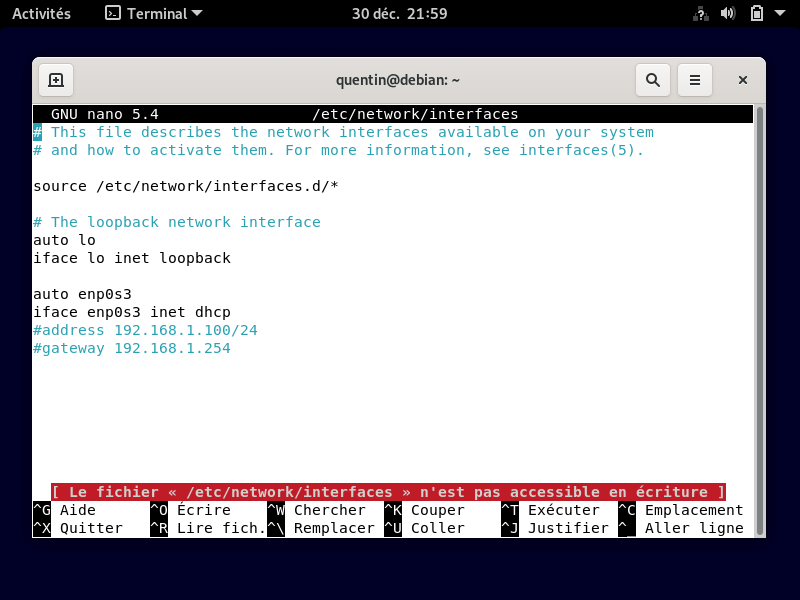 Activités Terminal 30 déc. 21:59
quentin@debian: ~
GNU nano 5.4 /etc/network/interfaces
# This file describes the network interfaces available on your system
# and how to activate them. For more information, see interfaces(5).
source /etc/network/interfaces.d/*
# The loopback network interface
auto lo
iface lo inet loopback
auto enp0s3
iface enp0s3 inet dhcp
#address 192.168.1.100/24
#gateway 192.168.1.254
[ Le fichier « /etc/network/interfaces » n'est pas accessible en écriture ]
^G Aide ^O Écrire ^W Chercher ^K Couper ^T Exécuter ^C Emplacement
^X Quitter ^R Lire fich. ^\ Remplacer ^U Coller ^J Justifier ^_ Aller ligne